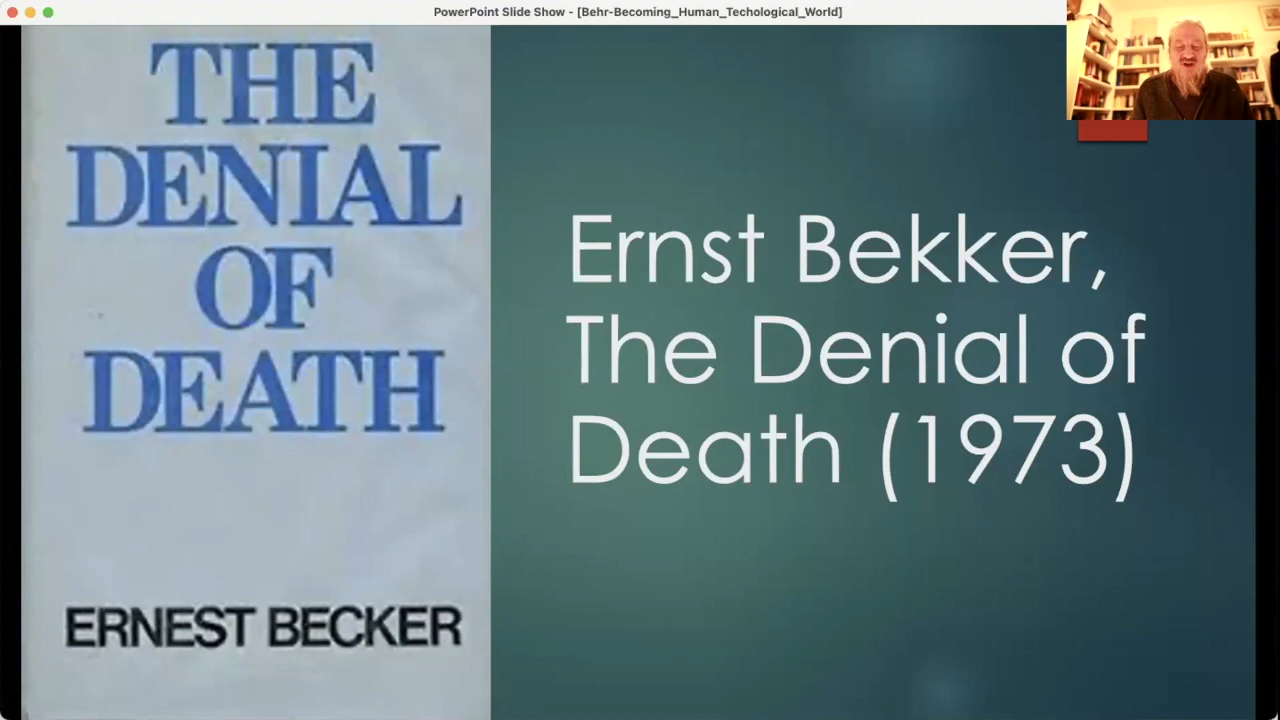 PowerPoint Slide Show - [Behr-Becoming_Human_Techological_World]
THE
DENIAL
OF
DEATH
ERNEST BECKER
Ernst Bekker,
The Denial of
Death (1973)